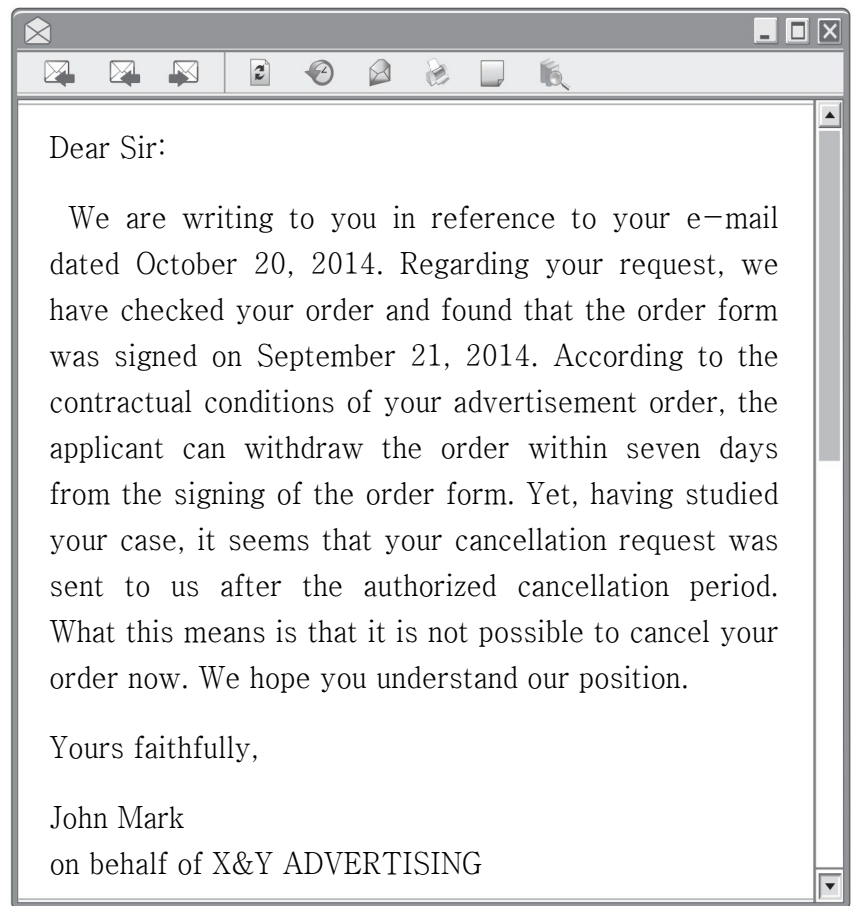 Dear Sir:
We are writing to you in reference to your e-mail
dated October 20, 2014. Regarding your request, we
have checked your order and found that the order form
was signed on September 21, 2014. According to the
contractual conditions of your advertisement order, the
applicant can withdraw the order within seven days
from the signing of the order form. Yet, having studied
your case, it seems that your cancellation request was
sent to us after the authorized cancellation period.
What this means is that it is not possible to cancel your
order now. We hope you understand our position.
Yours faithfully,
John Mark
on behalf of X&Y ADVERTISING